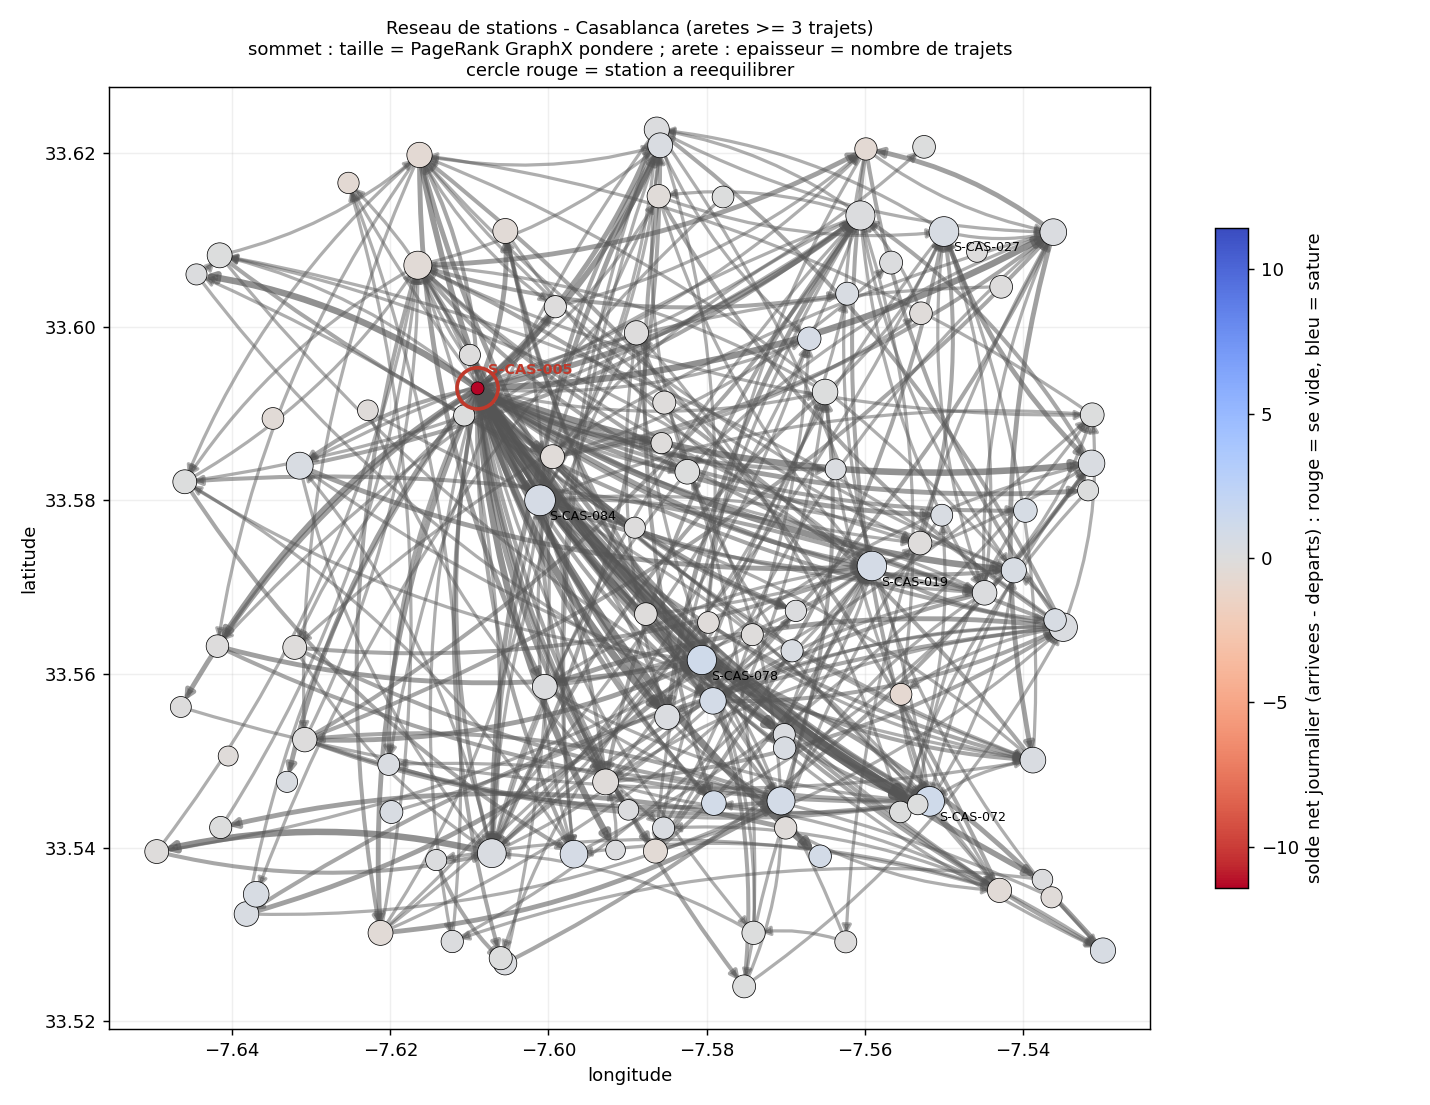 Reseau de stations - Casablanca (aretes >= 3 trajets)
sommet : taille = PageRank GraphX pondere ; arete : epaisseur = nombre de trajets
cercle rouge = station a reequilibrer
33.62
33.60
33.58
33.56
33.54
33.52
latitude
−7.64
−7.62
−7.60
−7.58
−7.56
−7.54
longitude
S-CAS-027
S-CAS-005
S-CAS-084
S-CAS-019
S-CAS-078
S-CAS-072
10
5
0
−5
−10
solde net journalier (arrivees - departs) : rouge = se vide, bleu = sature